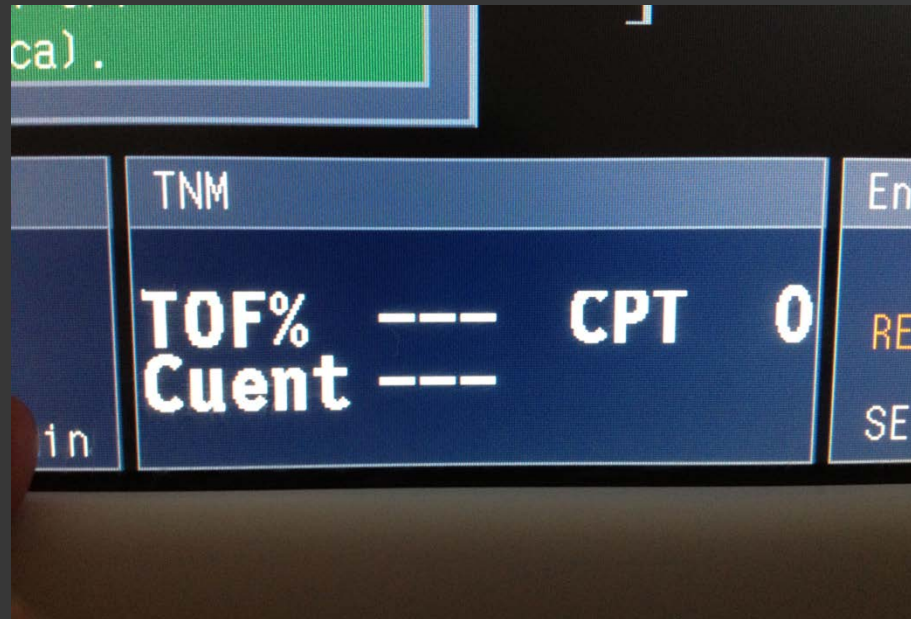 ca).
TNM
TOF% --- CPT 0
Cuent ---
in
En
RE
SE